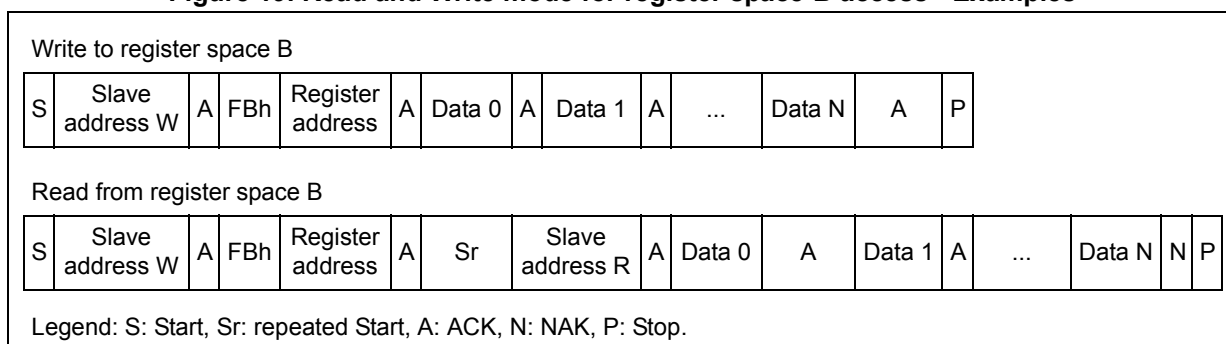 Write to register space B
S Slave address W A FBh Register address A Data 0 A Data 1 A ... Data N A P
Read from register space B
S Slave address W A FBh Register address A Sr Slave address R A Data 0 A Data 1 A ... Data N N P
Legend: S: Start, Sr: repeated Start, A: ACK, N: NAK, P: Stop.